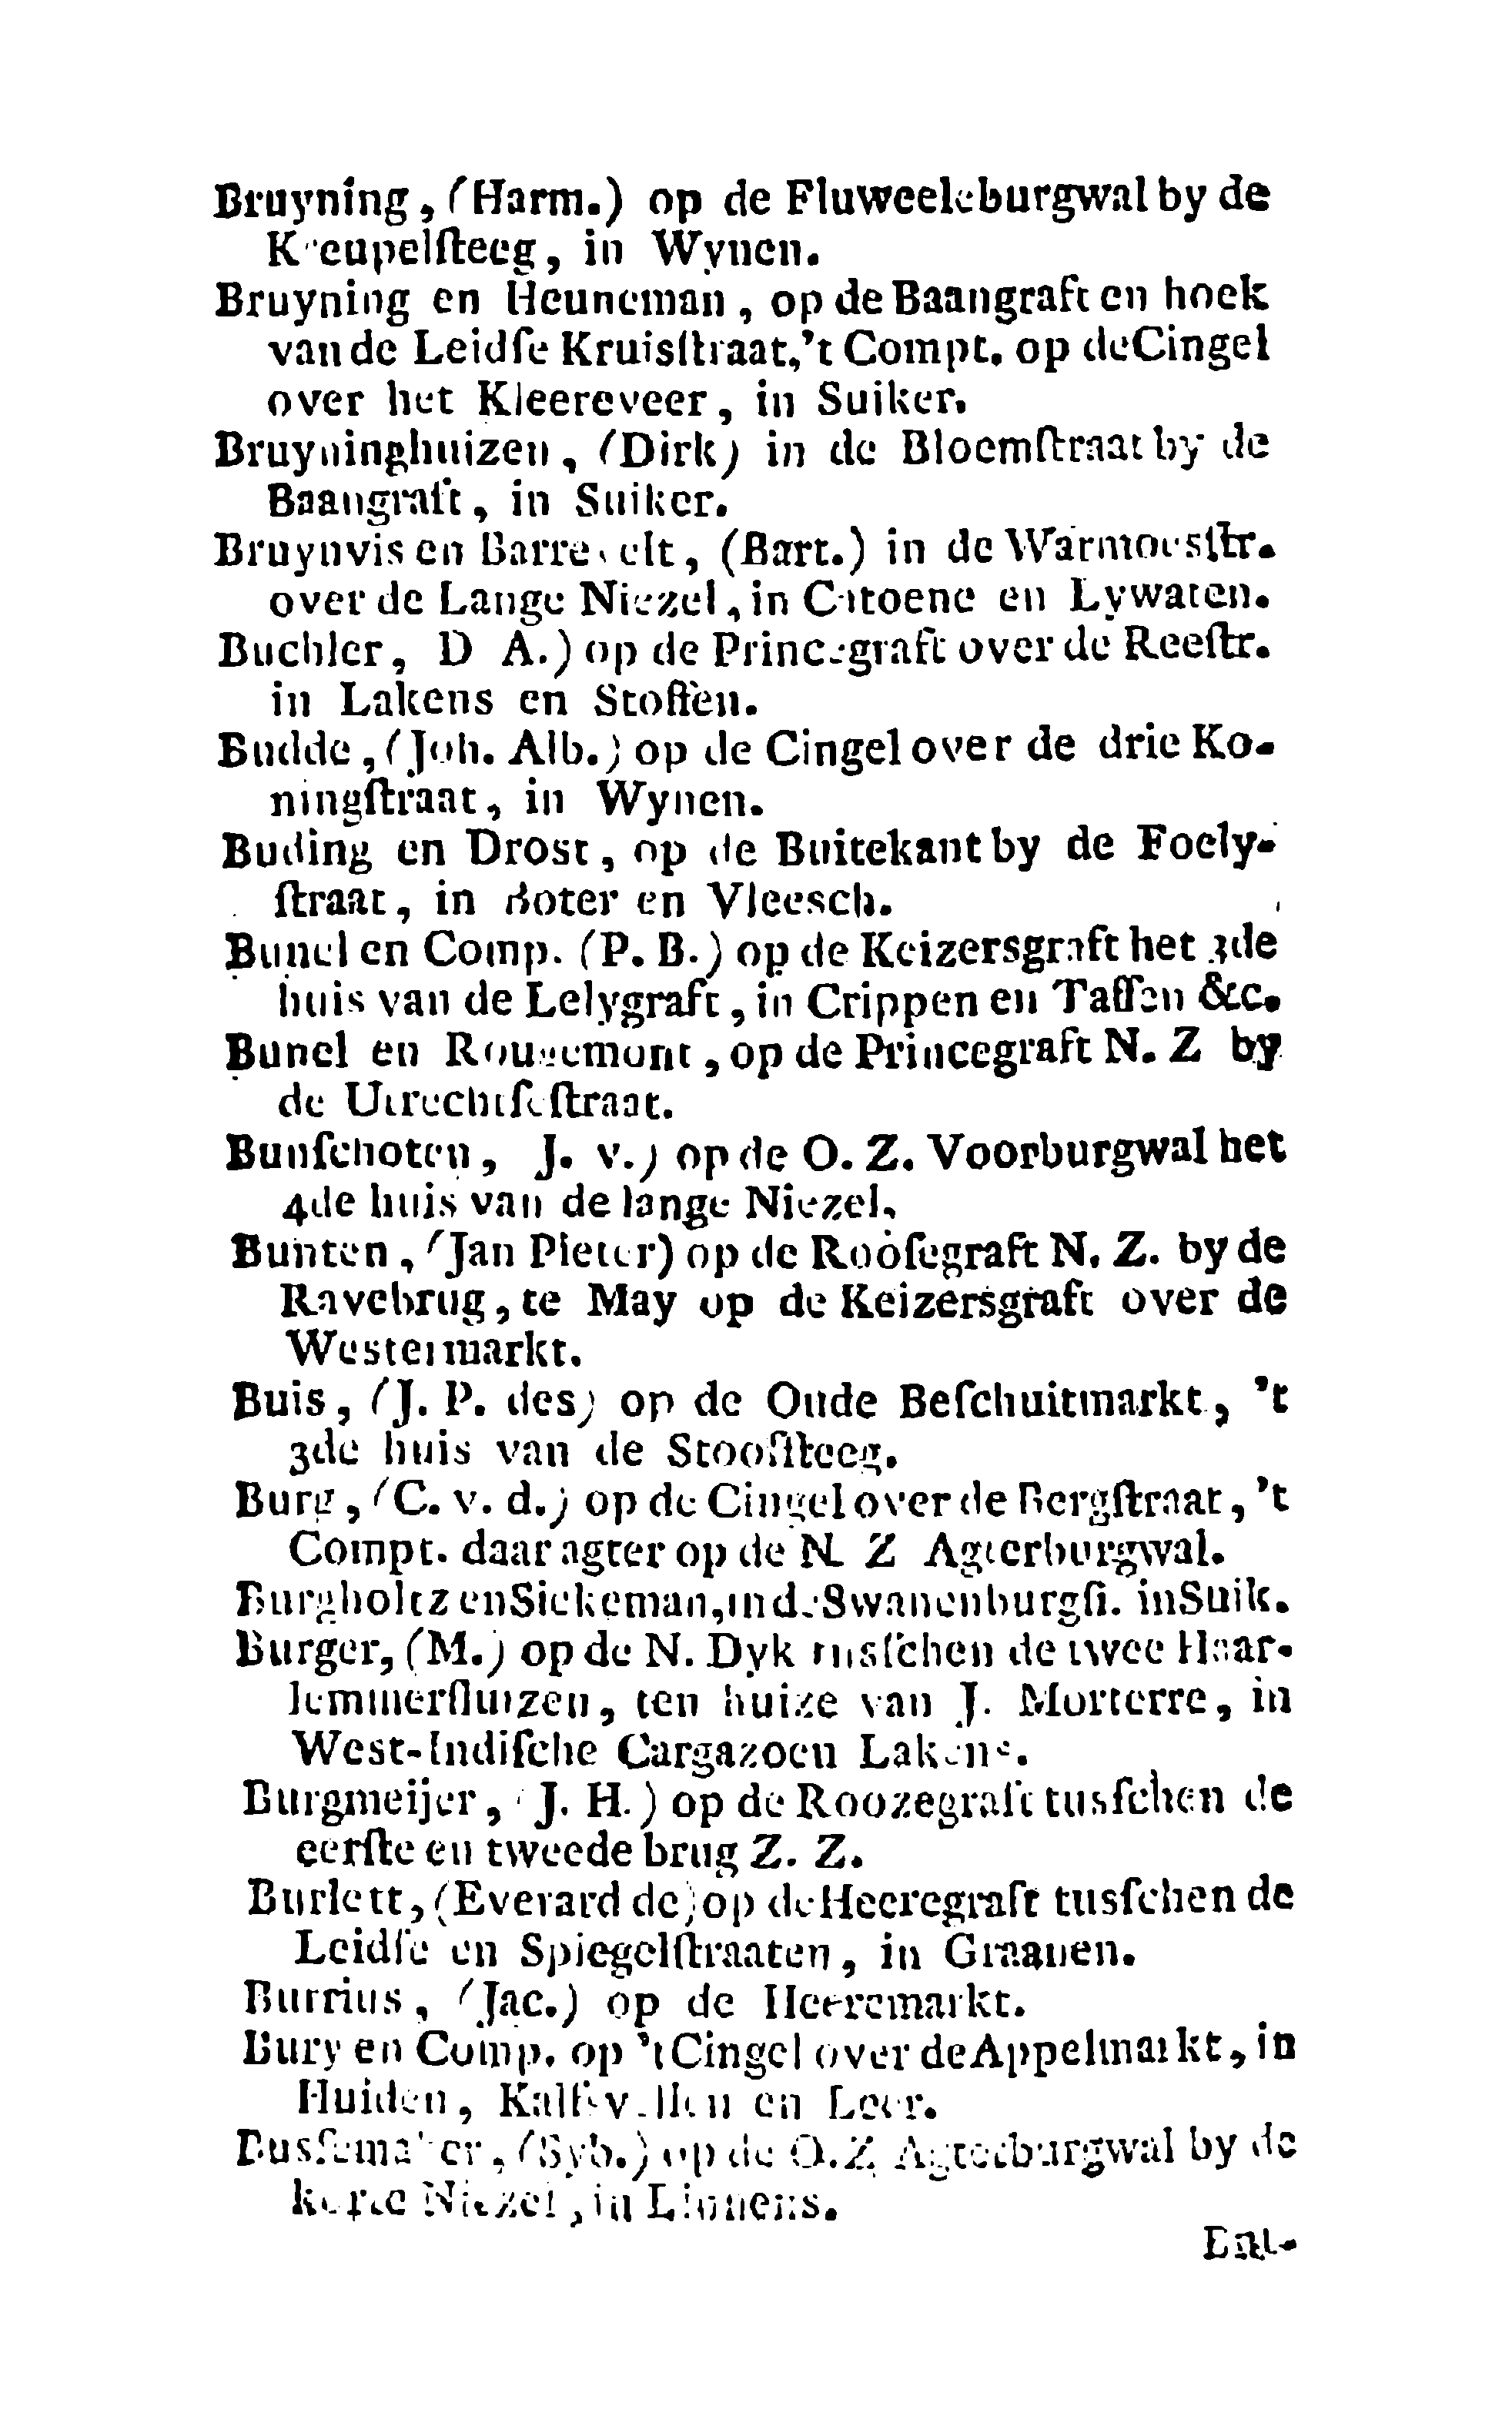 Bruyning, (Harm.) op de Fluweeleburgwal by de
Kreupelſteeg, in Wynen.
Bruyning en Heuneman, op de Baangraft en hoek
van de Leidſe Kruisſtraat,'t Compt. op de Cingel
over het Kleereveer, in Suiker.
Bruyninghuizen, (Dirk) in de Bloemſtraat by de
Baangraft, in Suiker.
Bruynvis en Barrevelt, (Bart.) in de Warmoesſtr.
over de Lange Niezel, in Catoene en Lywaten.
Buchler, D A.) op de Princegraft over de Reeſtr.
in Lakens en Stoffen.
Budde, (Joh. Alb.) op de Cingel over de drie Ko-
ningſtraat, in Wynen.
Buding en Drost, op de Buitekant by de Foely-
ſtraat, in Boter en Vleesch.
Bunel en Comp. (P. B.) op de Keizersgraft het 3de
huis van de Lelygraft, in Crippen en Taffen &c.
Bunel en Rougemont, op de Princegraft N. Z by
de Utrechtſeſtraat.
Bunſchoten, J. v.) op de O. Z. Voorburgwal het
4de huis van de lange Niezel.
Bunten, (Jan Pieter) op de Rooſegraft N. Z. by de
Ravebrug, te May op de Keizersgraft over de
Westermarkt.
Buis, (J. P. des) op de Oude Beſchuitmarkt, 't
3de huis van de Stoofſteeg.
Burg, (C. v. d.) op de Cingel over de Bergſtraat, 't
Compt. daar agter op de N. Z Agterburgwal.
Burgholtz en Siekeman, in de Swanenburgſt. in Suik.
Burger, (M.) op de N. Dyk tusſchen de twee Haar-
lemmerſluizen, ten huize van J. Morterre, in
West-Indiſche Cargazoen Lakens.
Burgmeijer, (J. H.) op de Roozegraft tusſchen de
eerſte en tweede brug Z. Z.
Burlett, (Everard de) op de Heeregraft tusſchen de
Leidſe en Spiegelſtraaten, in Graanen.
Burrius, (Jac.) op de Heeremarkt.
Bury en Comp. op 't Cingel over de Appelmarkt, in
Huiden, Kalfsvellen en Leer.
Busſemaker, (Syb.) op de O. Z Agterburgwal by de
korte Niezel, in Linnens.